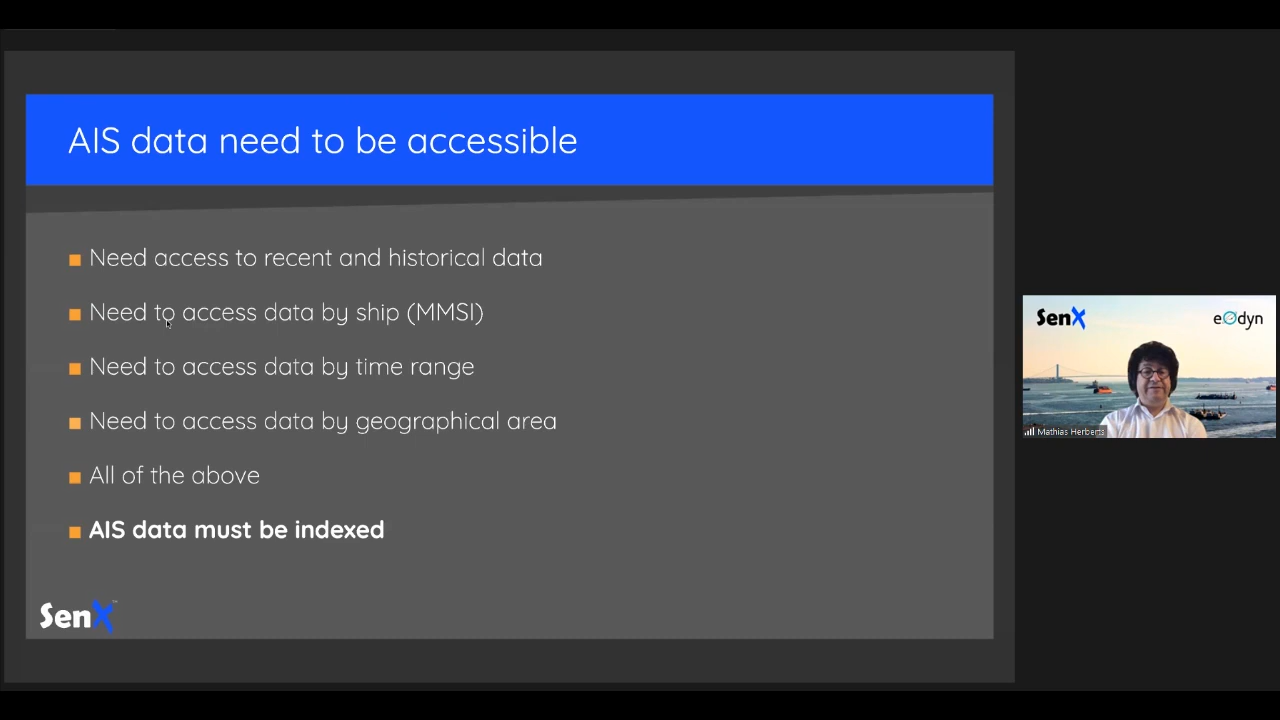 AIS data need to be accessible
Need access to recent and historical data
Need to access data by ship (MMSI)
Need to access data by time range
Need to access data by geographical area
All of the above
AIS data must be indexed
SenX™
SenX
eOdyn
Mathias Herberts